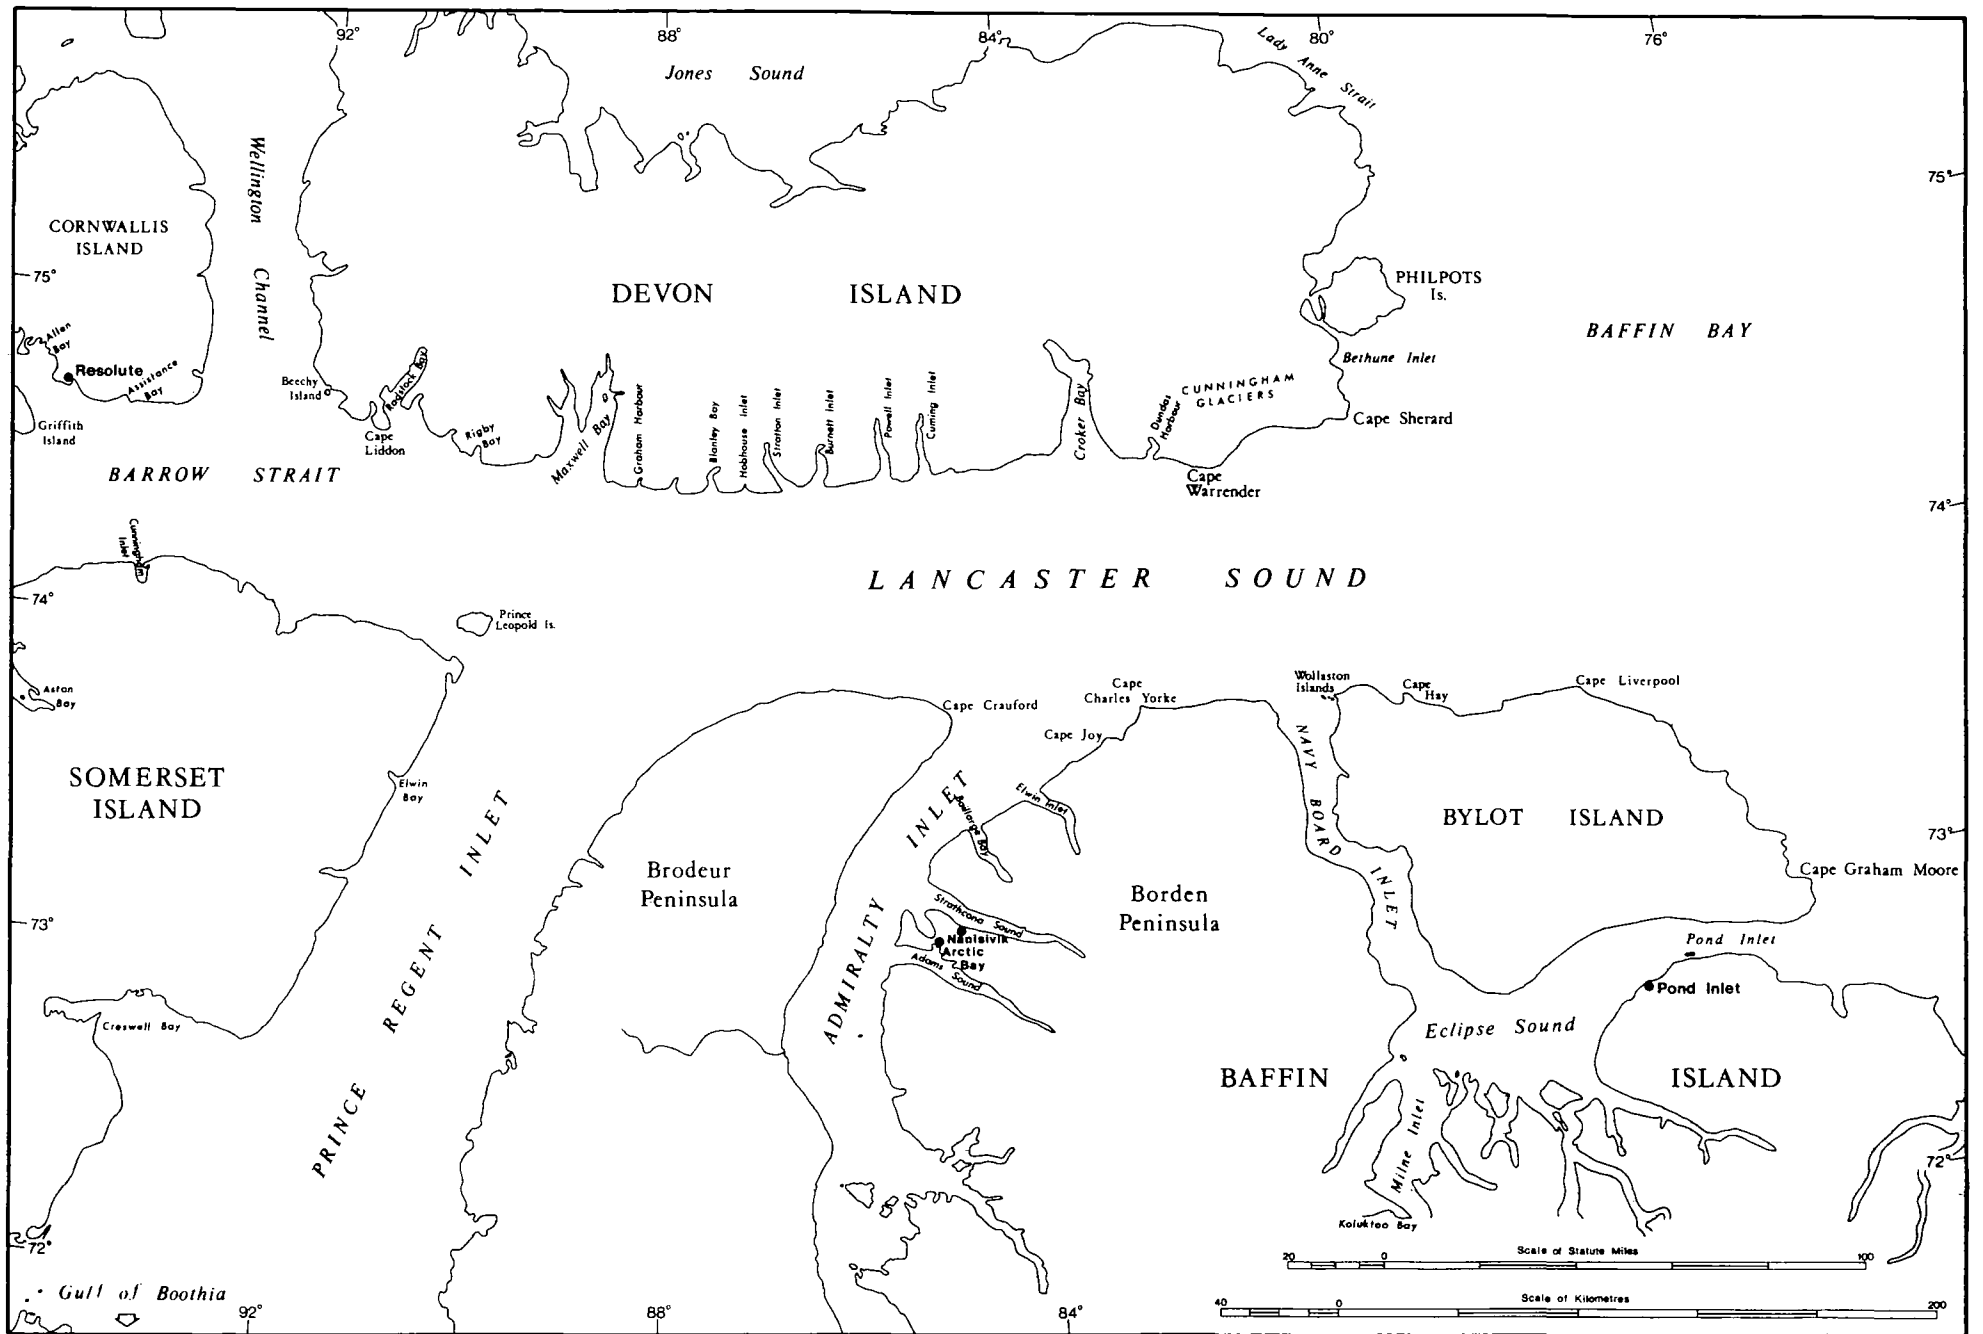 92°
88°
84°
80°
76°
Lady Anne Strait
Jones Sound
Wellington Channel
75°
CORNWALLIS
ISLAND
75°
DEVON ISLAND
PHILPOTS
Is.
BAFFIN BAY
Allen
Bay
Resolute
Assistance
Bay
Griffith
Island
Beechy
Island
Radstock Bay
Cape
Liddon
Rigby
Bay
Maxwell Bay
Graham Harbour
Blanley Bay
Hobhouse Inlet
Stratton Inlet
Burnett Inlet
Powell Inlet
Cuming Inlet
Croker Bay
Dundas
Harbour
CUNNINGHAM
GLACIERS
Bethune Inlet
Cape Sherard
Cape
Warrender
BARROW STRAIT
74°
Cunningham
Inlet
74°
LANCASTER SOUND
Prince
Leopold Is.
Aston
Bay
Cape Crauford
Cape
Charles Yorke
Cape Joy
Wollaston
Islands
Cape
Hay
Cape Liverpool
SOMERSET
ISLAND
Elwin
Bay
PRINCE REGENT INLET
Brodeur
Peninsula
ADMIRALTY INLET
Baillarge Bay
Elwin Inlet
NAVY BOARD INLET
BYLOT ISLAND
73°
Cape Graham Moore
Borden
Peninsula
73°
Strathcona Sound
Nanisivik
Arctic
Bay
Adams Sound
Pond Inlet
Pond Inlet
Creswell Bay
Eclipse Sound
BAFFIN ISLAND
Milne Inlet
72°
Koluktoo Bay
72°
Gulf of Boothia
Scale of Statute Miles
20 0 100
Scale of Kilometres
40 0 200
92°
88°
84°